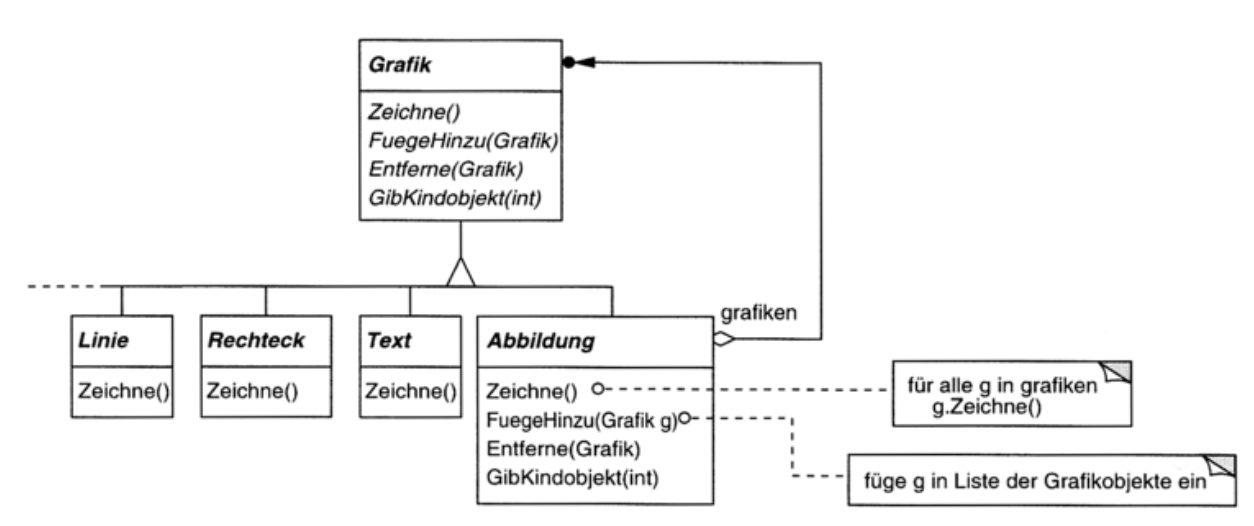 Grafik
Zeichne()
FuegeHinzu(Grafik)
Entferne(Grafik)
GibKindobjekt(int)
grafiken
Linie
Zeichne()
Rechteck
Zeichne()
Text
Zeichne()
Abbildung
Zeichne()
FuegeHinzu(Grafik g)
Entferne(Grafik)
GibKindobjekt(int)
für alle g in grafiken
g.Zeichne()
füge g in Liste der Grafikobjekte ein